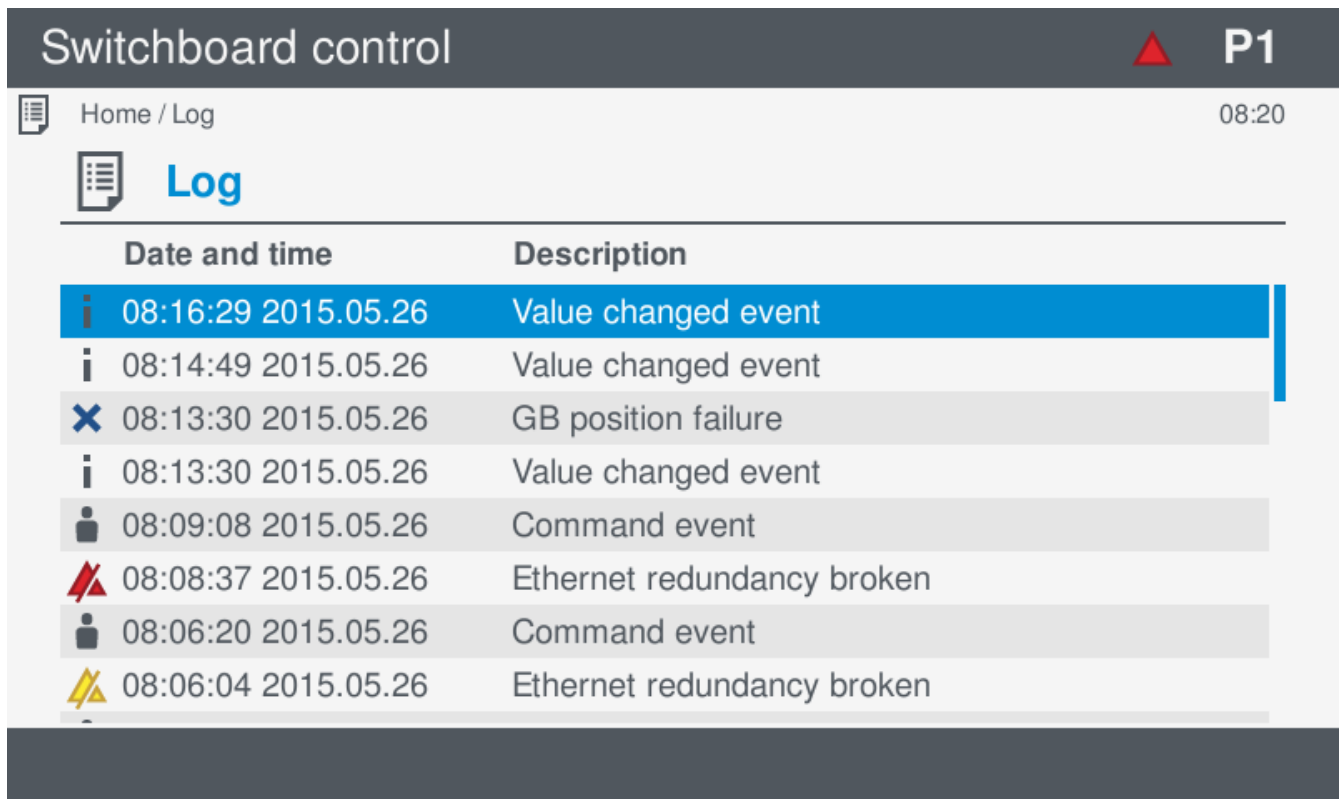 Switchboard control P1
Home / Log 08:20
Log
Date and time Description
08:16:29 2015.05.26 Value changed event
08:14:49 2015.05.26 Value changed event
08:13:30 2015.05.26 GB position failure
08:13:30 2015.05.26 Value changed event
08:09:08 2015.05.26 Command event
08:08:37 2015.05.26 Ethernet redundancy broken
08:06:20 2015.05.26 Command event
08:06:04 2015.05.26 Ethernet redundancy broken